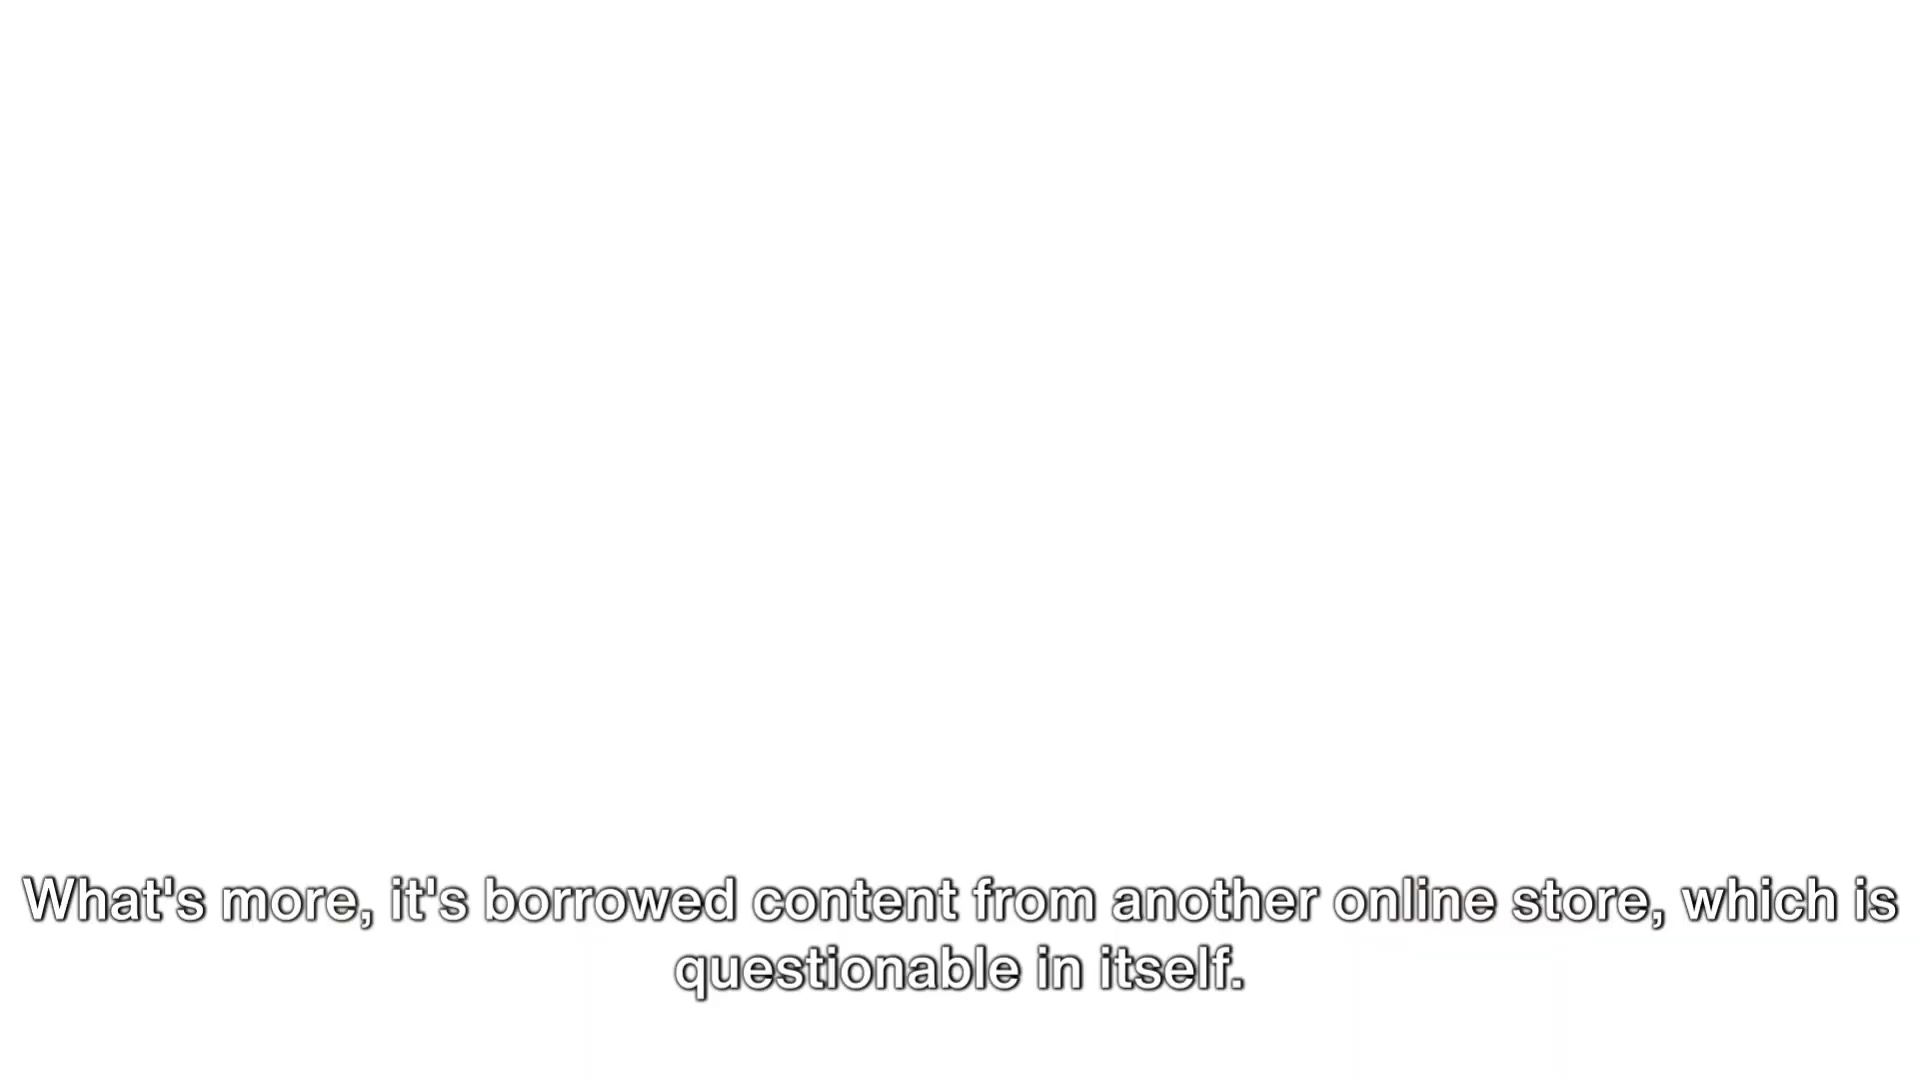 What's more, it's borrowed content from another online store, which is
questionable in itself.